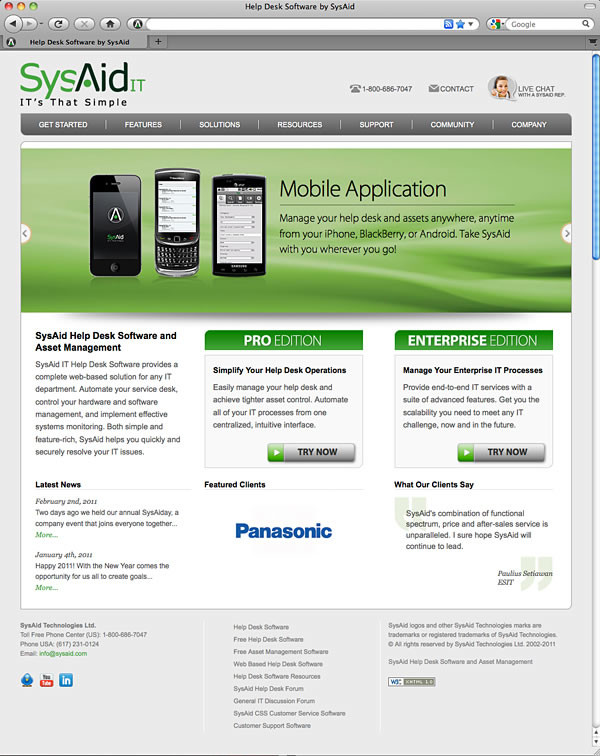 Help Desk Software by SysAid
Google
Help Desk Software by SysAid
SysAid IT
IT's That Simple
1-800-686-7047
CONTACT
LIVE CHAT
WITH A SYSAID REP.
GET STARTED
FEATURES
SOLUTIONS
RESOURCES
SUPPORT
COMMUNITY
COMPANY
Mobile Application
Manage your help desk and assets anywhere, anytime
from your iPhone, BlackBerry, or Android. Take SysAid
with you wherever you go!
SysAid
SysAid Help Desk Software and
Asset Management
SysAid IT Help Desk Software provides a
complete web-based solution for any IT
department. Automate your service desk,
control your hardware and software
management, and implement effective
systems monitoring. Both simple and
feature-rich, SysAid helps you quickly and
securely resolve your IT issues.
PRO EDITION
Simplify Your Help Desk Operations
Easily manage your help desk and
achieve tighter asset control. Automate
all of your IT processes from one
centralized, intuitive interface.
TRY NOW
ENTERPRISE EDITION
Manage Your Enterprise IT Processes
Provide end-to-end IT services with a
suite of advanced features. Get you the
scalability you need to meet any IT
challenge, now and in the future.
TRY NOW
Latest News
February 2nd, 2011
Two days ago we held our annual SysAiday, a
company event that joins everyone together...
More...
January 4th, 2011
Happy 2011! With the New Year comes the
opportunity for us all to create goals...
More...
Featured Clients
Panasonic
What Our Clients Say
SysAid's combination of functional
spectrum, price and after-sales service is
unparalleled. I sure hope SysAid will
continue to lead.
Paulius Setiawan
ESIT
SysAid Technologies Ltd.
Toll Free Phone Center (US): 1-800-686-7047
Phone USA: (617) 231-0124
Email: info@sysaid.com
You Tube
in
Help Desk Software
Free Help Desk Software
Free Asset Management Software
Web Based Help Desk Software
Help Desk Software Resources
SysAid Help Desk Forum
General IT Discussion Forum
SysAid CSS Customer Service Software
Customer Support Software
SysAid logos and other SysAid Technologies marks are
trademarks or registered trademarks of SysAid Technologies.
© All rights reserved by SysAid Technologies Ltd. 2002-2011
SysAid Help Desk Software and Asset Management
W3C XHTML 1.0